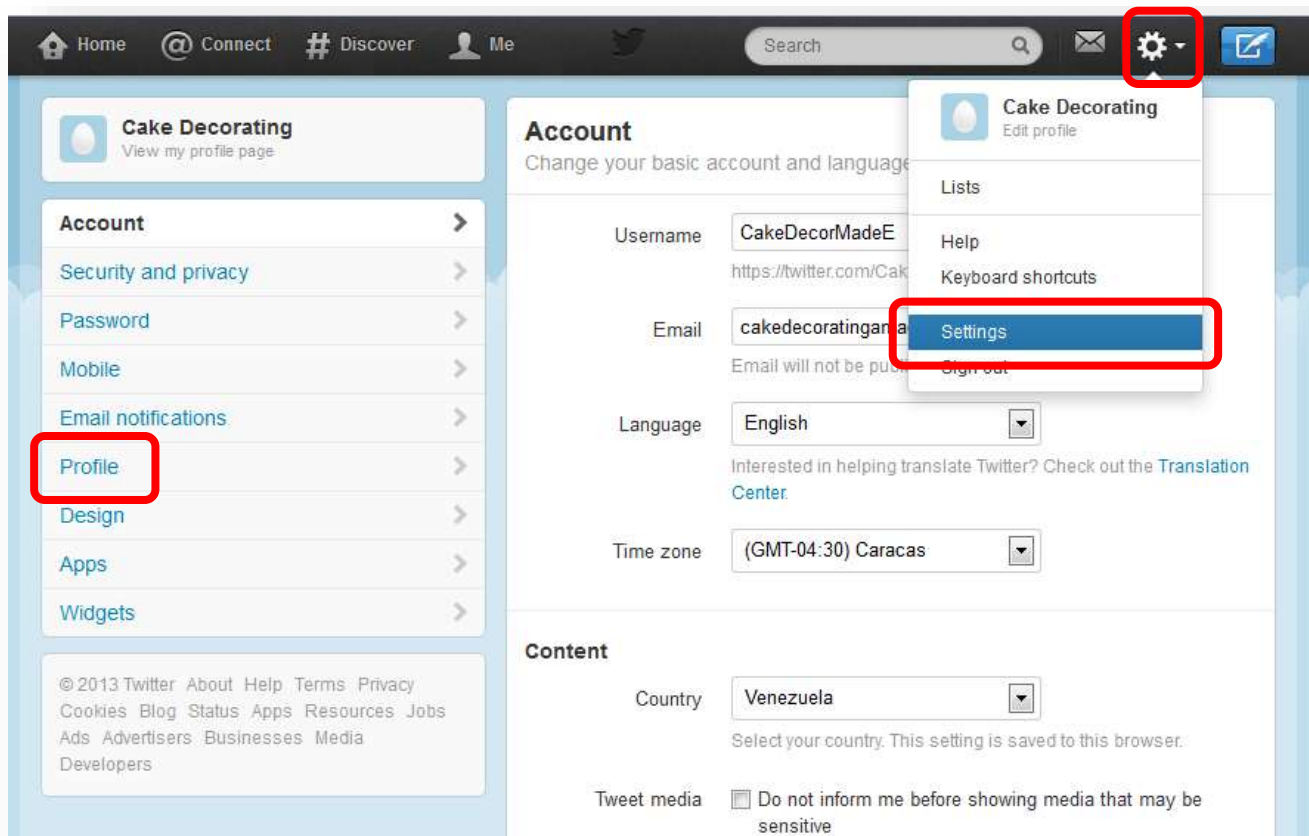 Home @ Connect # Discover Me Search
Cake Decorating
View my profile page
Account
Security and privacy
Password
Mobile
Email notifications
Profile
Design
Apps
Widgets
© 2013 Twitter About Help Terms Privacy
Cookies Blog Status Apps Resources Jobs
Ads Advertisers Businesses Media
Developers
Account
Change your basic account and language
Username CakeDecorMadeE
https://twitter.com/Cak
Email cakedecoratingama
Email will not be publ
Language English
Interested in helping translate Twitter? Check out the Translation
Center.
Time zone (GMT-04:30) Caracas
Content
Country Venezuela
Select your country. This setting is saved to this browser.
Tweet media Do not inform me before showing media that may be
sensitive
Cake Decorating
Edit profile
Lists
Help
Keyboard shortcuts
Settings
Sign out